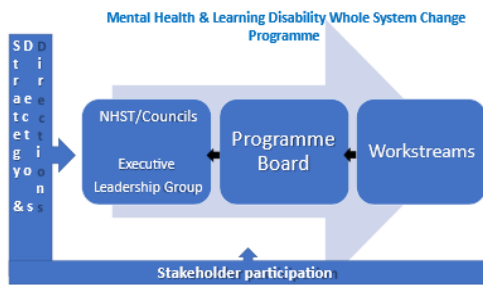 Mental Health & Learning Disability Whole System Change
Programme
Strategy &
Directions
NHST/Councils
Executive
Leadership Group
Programme
Board
Workstreams
Stakeholder participation